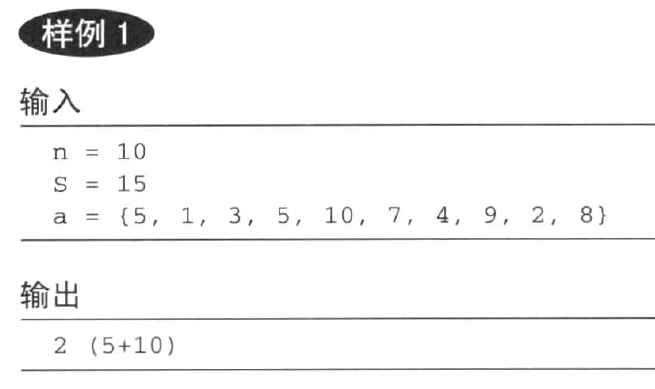 样例 1
输入
n = 10
S = 15
a = {5, 1, 3, 5, 10, 7, 4, 9, 2, 8}
输出
2 (5+10)